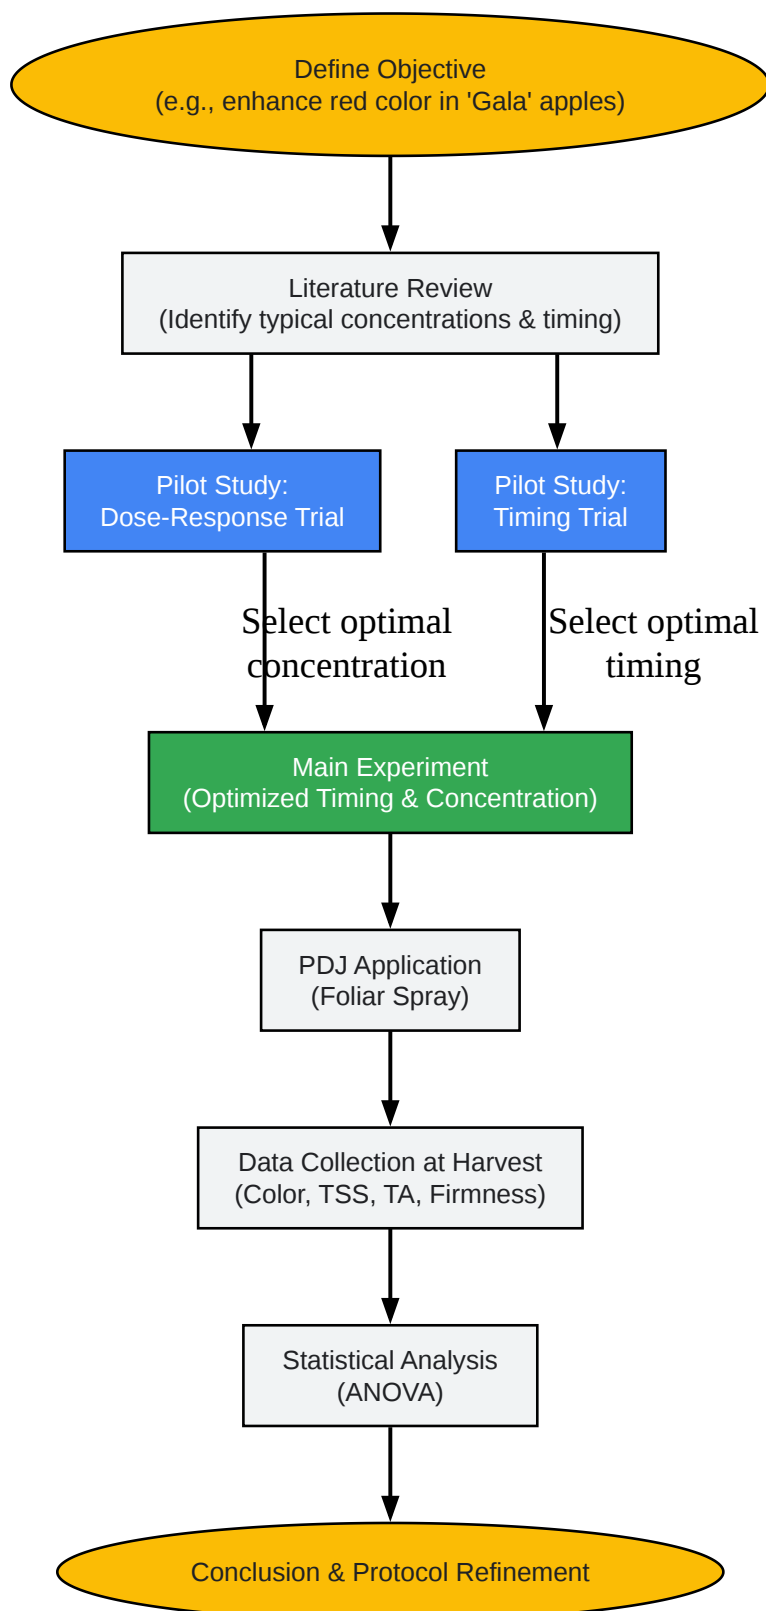 Define Objective
(e.g., enhance red color in 'Gala' apples)
Literature Review
(Identify typical concentrations & timing)
Pilot Study:
Dose-Response Trial
Pilot Study:
Timing Trial
Select optimal
concentration
Select optimal
timing
Main Experiment
(Optimized Timing & Concentration)
PDJ Application
(Foliar Spray)
Data Collection at Harvest
(Color, TSS, TA, Firmness)
Statistical Analysis
(ANOVA)
Conclusion & Protocol Refinement